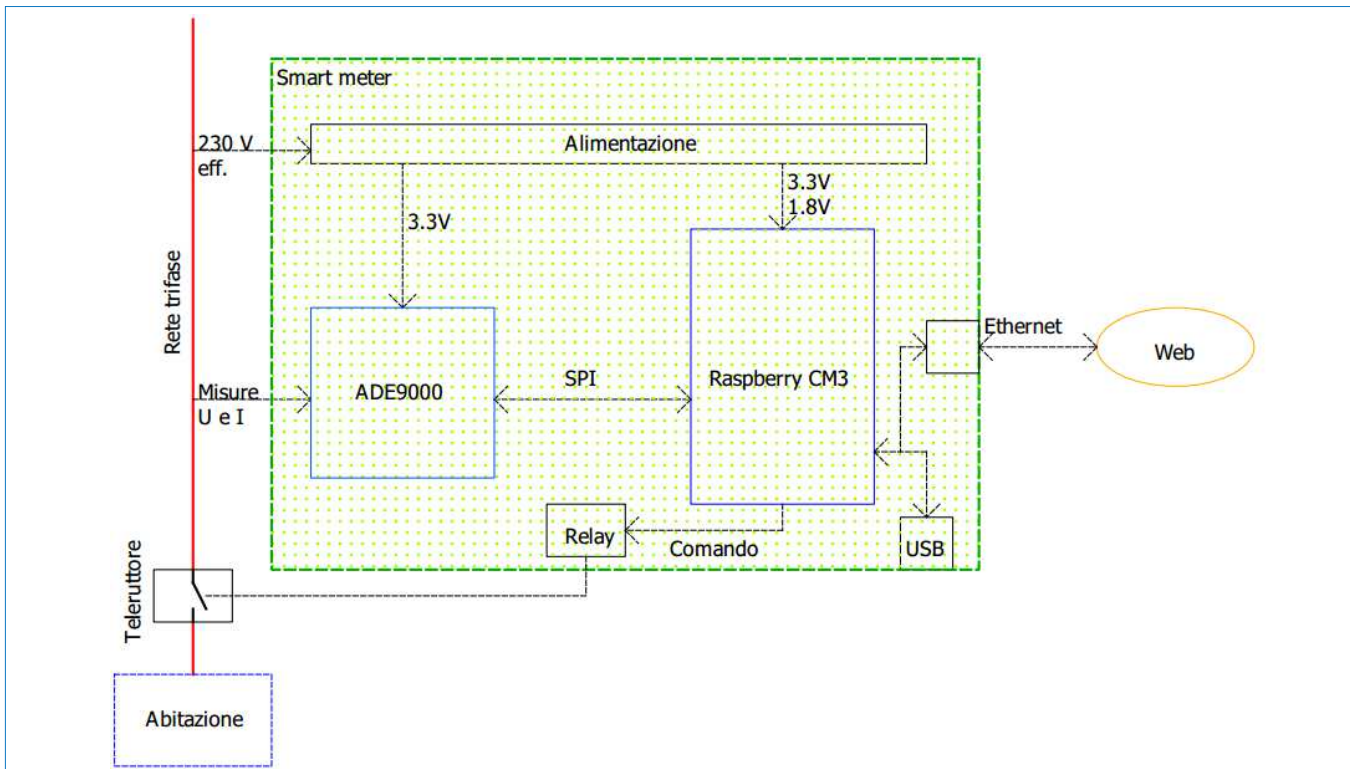 Smart meter
230 V
eff.
Alimentazione
3.3V
3.3V
1.8V
Rete trifase
Misure
U e I
ADE9000
SPI
Raspberry CM3
Ethernet
Web
Relay
Comando
USB
Teleruttore
Abitazione